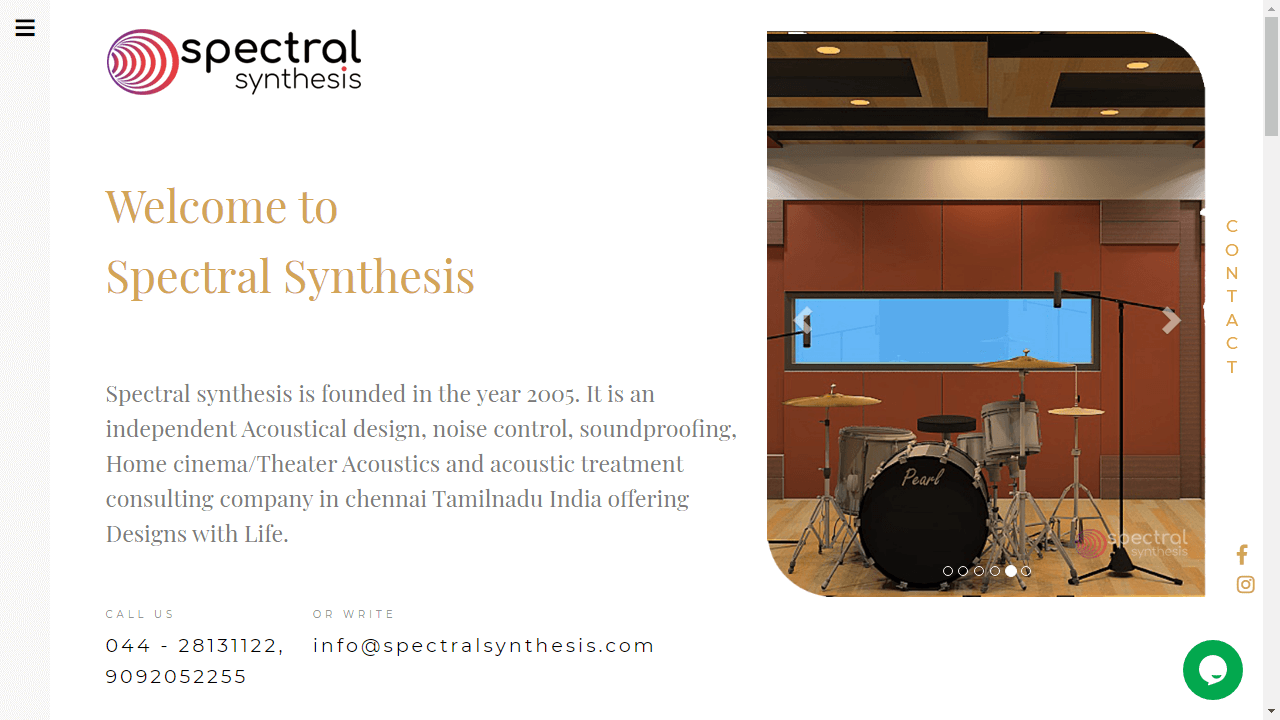 spectral
synthesis
Welcome to
Spectral Synthesis
Spectral synthesis is founded in the year 2005. It is an
independent Acoustical design, noise control, soundproofing,
Home cinema/Theater Acoustics and acoustic treatment
consulting company in chennai Tamilnadu India offering
Designs with Life.
CALL US
044 - 28131122,
9092052255
OR WRITE
info@spectralsynthesis.com
Pearl
spectral
synthesis
CONTACT